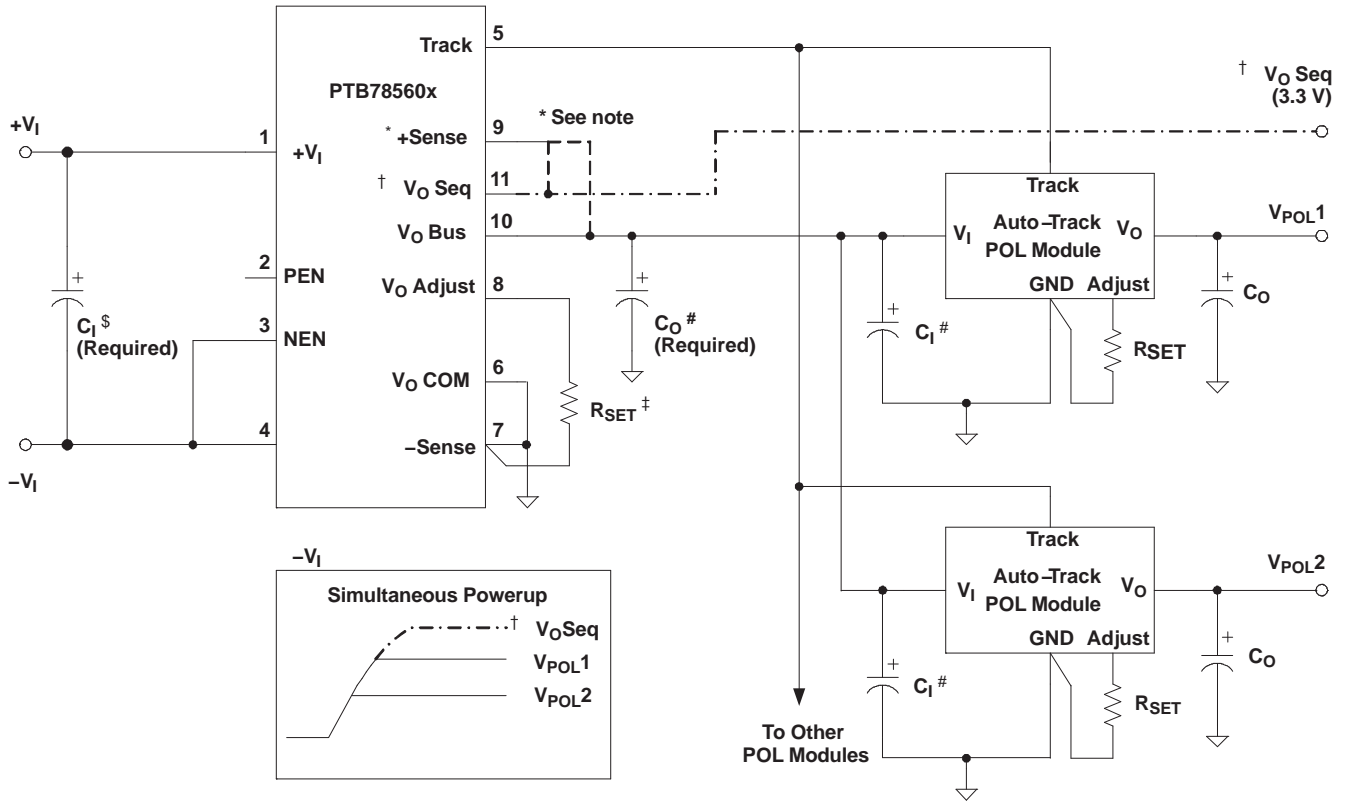 Track
5
PTB78560x
* +Sense
9
* See note
† VO Seq
(3.3 V)
+VI
1
+VI
† VO Seq
11
VO Bus
10
2
PEN
VO Adjust
8
+
CI $
(Required)
3
NEN
+
CO #
(Required)
VO COM
6
RSET ‡
4
–Sense
7
–VI
Track
Auto–Track
POL Module
VI
VO
GND
Adjust
VPOL1
+
CI #
RSET
+
CO
Track
Auto–Track
POL Module
VI
VO
GND
Adjust
VPOL2
+
CI #
RSET
+
CO
To Other
POL Modules
–VI
Simultaneous Powerup
† VOSeq
VPOL1
VPOL2